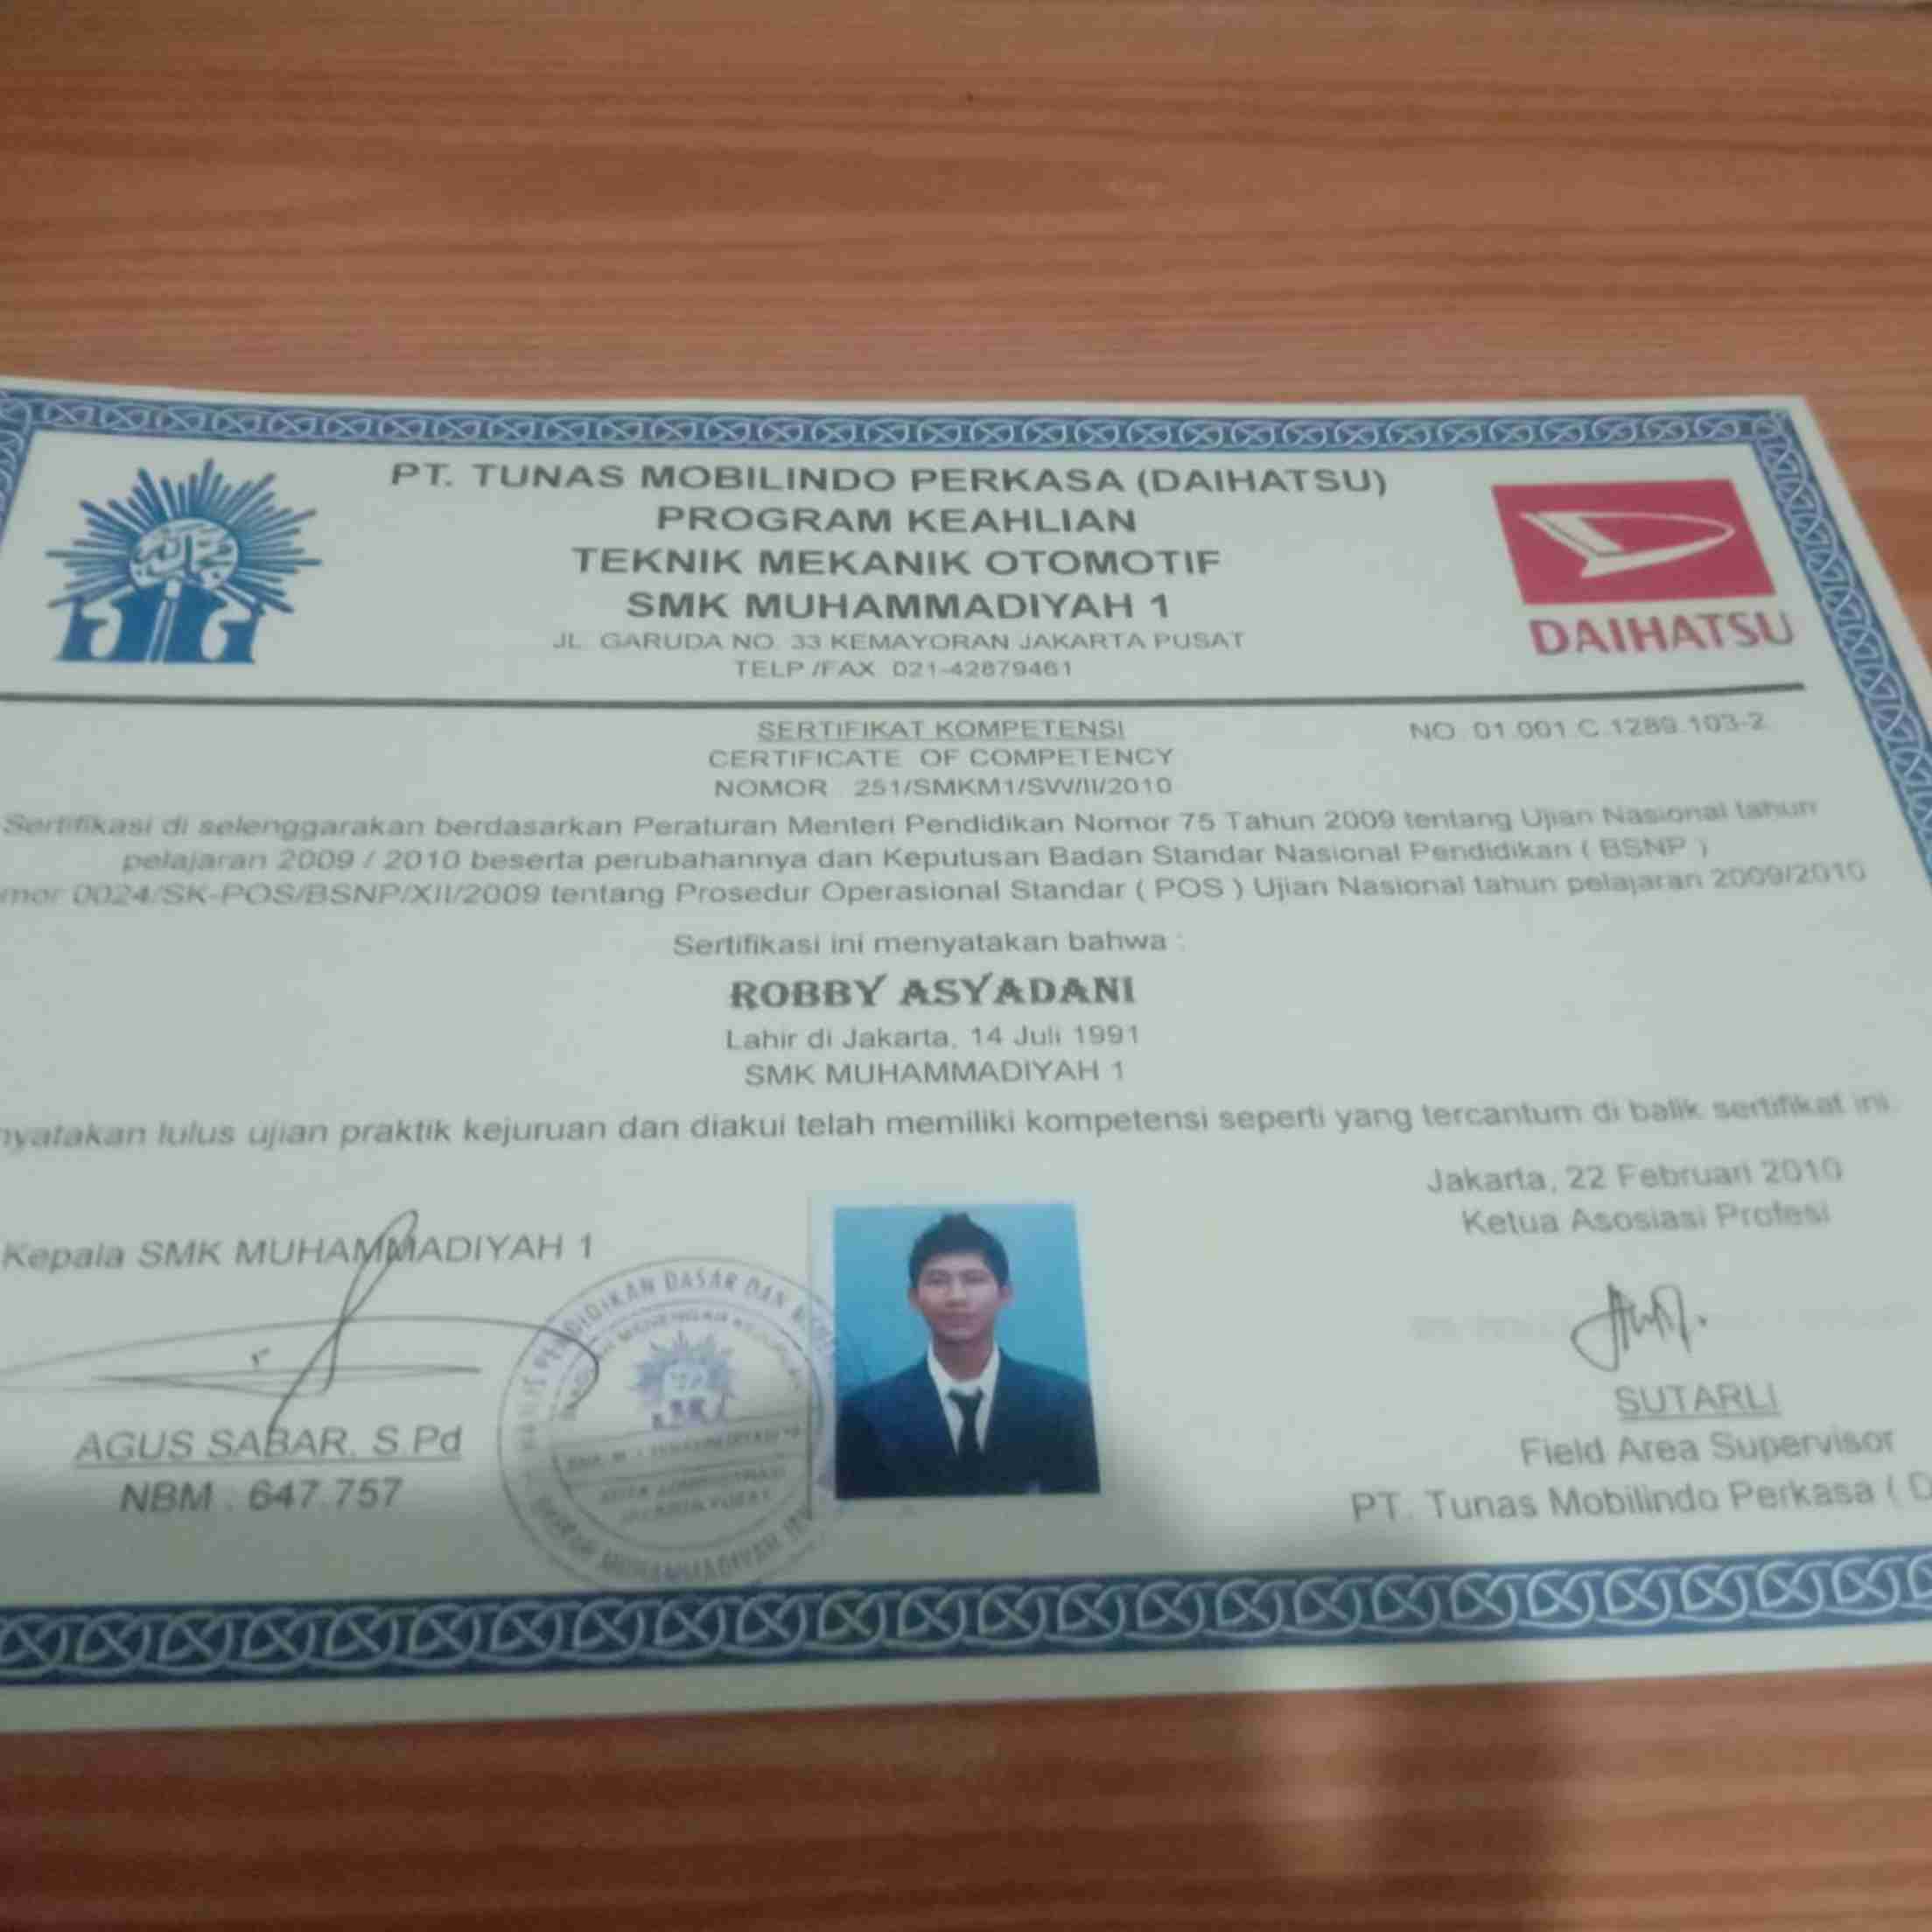 PT. TUNAS MOBILINDO PERKASA (DAIHATSU)
PROGRAM KEAHLIAN
TEKNIK MEKANIK OTOMOTIF
SMK MUHAMMADIYAH 1
JL. GARUDA NO. 33 KEMAYORAN JAKARTA PUSAT
TELP /FAX 021-42879461
DAIHATSU
SERTIFIKAT KOMPETENSI
NO. 01.001.C.1289.103-2
CERTIFICATE OF COMPETENCY
NOMOR 251/SMKM1/SW/II/2010
Sertifikasi di selenggarakan berdasarkan Peraturan Menteri Pendidikan Nomor 75 Tahun 2009 tentang Ujian Nasional tahun
pelajaran 2009 / 2010 beserta perubahannya dan Keputusan Badan Standar Nasional Pendidikan ( BSNP )
mor 0024/SK-POS/BSNP/XII/2009 tentang Prosedur Operasional Standar ( POS ) Ujian Nasional tahun pelajaran 2009/2010
Sertifikasi ini menyatakan bahwa :
ROBBY ASYADANI
Lahir di Jakarta, 14 Juli 1991
SMK MUHAMMADIYAH 1
nyatakan lulus ujian praktik kejuruan dan diakui telah memiliki kompetensi seperti yang tercantum di balik sertifikat ini.
Jakarta, 22 Februari 2010
Ketua Asosiasi Profesi
Kepala SMK MUHAMMADIYAH 1
PENDIDIKAN DASAR DAN
AGUS SABAR, S.Pd
NBM : 647.757
SUTARLI
Field Area Supervisor
PT. Tunas Mobilindo Perkasa ( D